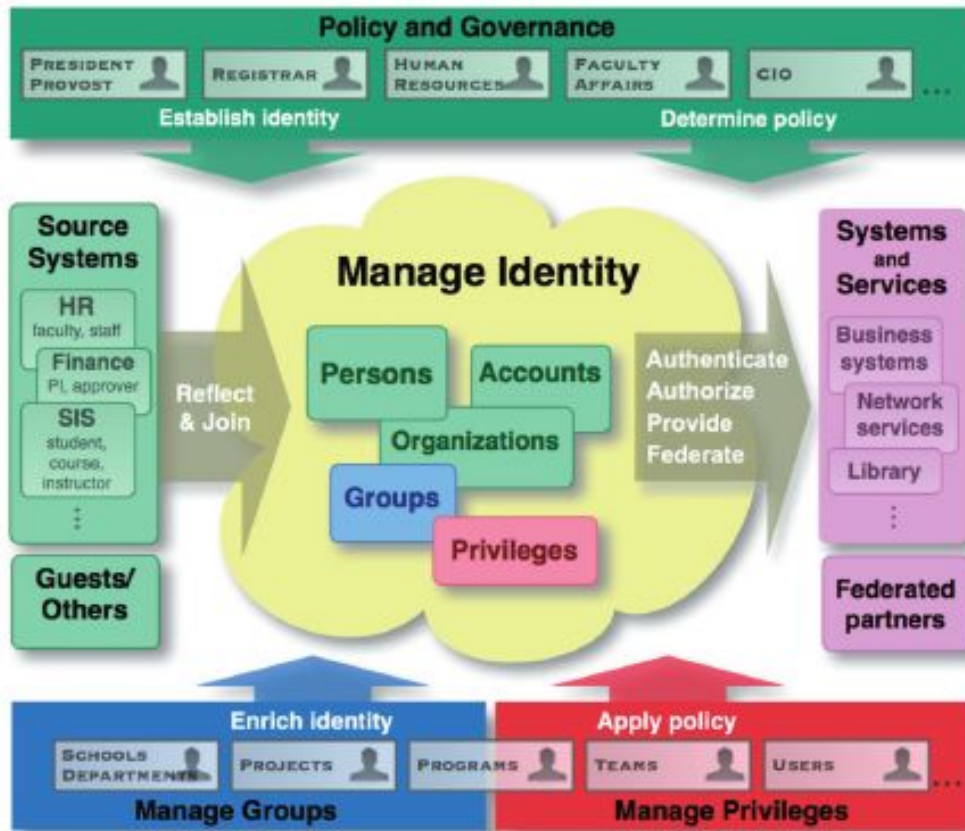 Policy and Governance
PRESIDENT
PROVOST
REGISTRAR
HUMAN
RESOURCES
FACULTY
AFFAIRS
CIO
...
Establish identity
Determine policy
Source
Systems
HR
faculty, staff
Finance
PI, approver
SIS
student,
course,
instructor
Guests/
Others
Reflect
& Join
Manage Identity
Persons
Accounts
Organizations
Groups
Privileges
Authenticate
Authorize
Provide
Federate
Systems
and
Services
Business
systems
Network
services
Library
Federated
partners
Enrich identity
Apply policy
SCHOOLS
DEPARTMENTS
PROJECTS
PROGRAMS
TEAMS
USERS
...
Manage Groups
Manage Privileges